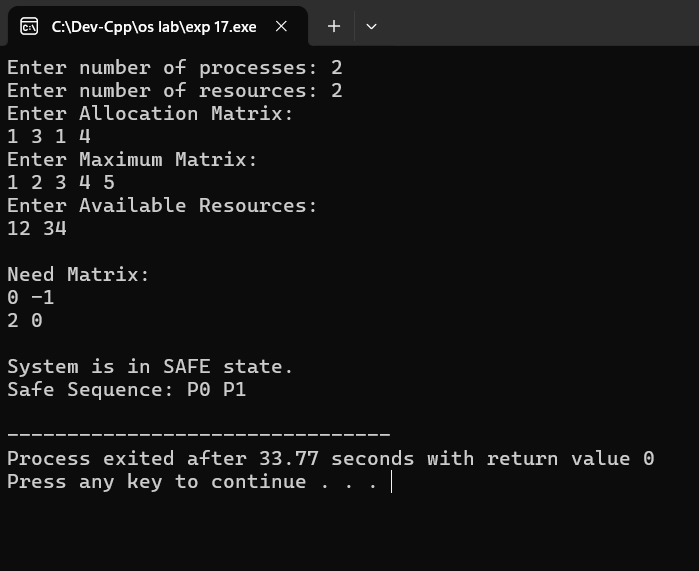 C:\Dev-Cpp\os lab\exp 17.exe
Enter number of processes: 2
Enter number of resources: 2
Enter Allocation Matrix:
1 3 1 4
Enter Maximum Matrix:
1 2 3 4 5
Enter Available Resources:
12 34

Need Matrix:
0 -1
2 0

System is in SAFE state.
Safe Sequence: P0 P1

--------------------------------
Process exited after 33.77 seconds with return value 0
Press any key to continue . . .